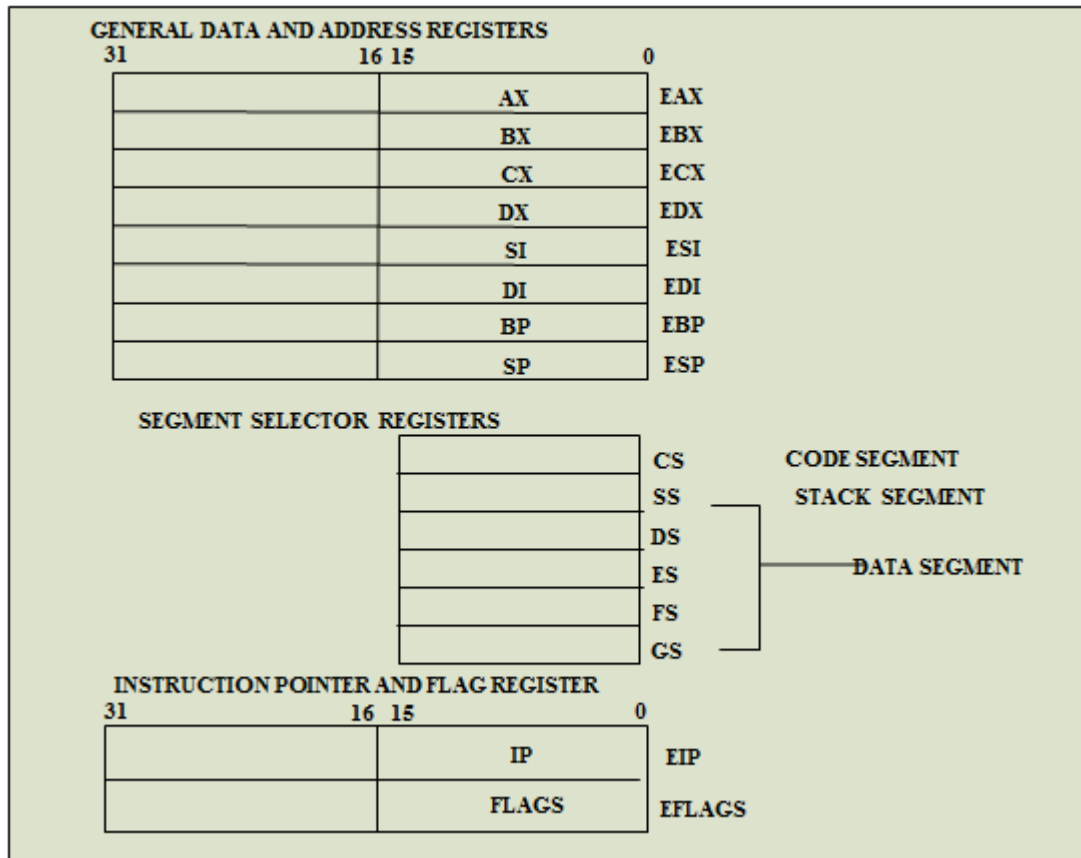 GENERAL DATA AND ADDRESS REGISTERS
31 16 15 0
AX EAX
BX EBX
CX ECX
DX EDX
SI ESI
DI EDI
BP EBP
SP ESP
SEGMENT SELECTOR REGISTERS
CS CODE SEGMENT
SS STACK SEGMENT
DS
ES DATA SEGMENT
FS
GS
INSTRUCTION POINTER AND FLAG REGISTER
31 16 15 0
IP EIP
FLAGS EFLAGS